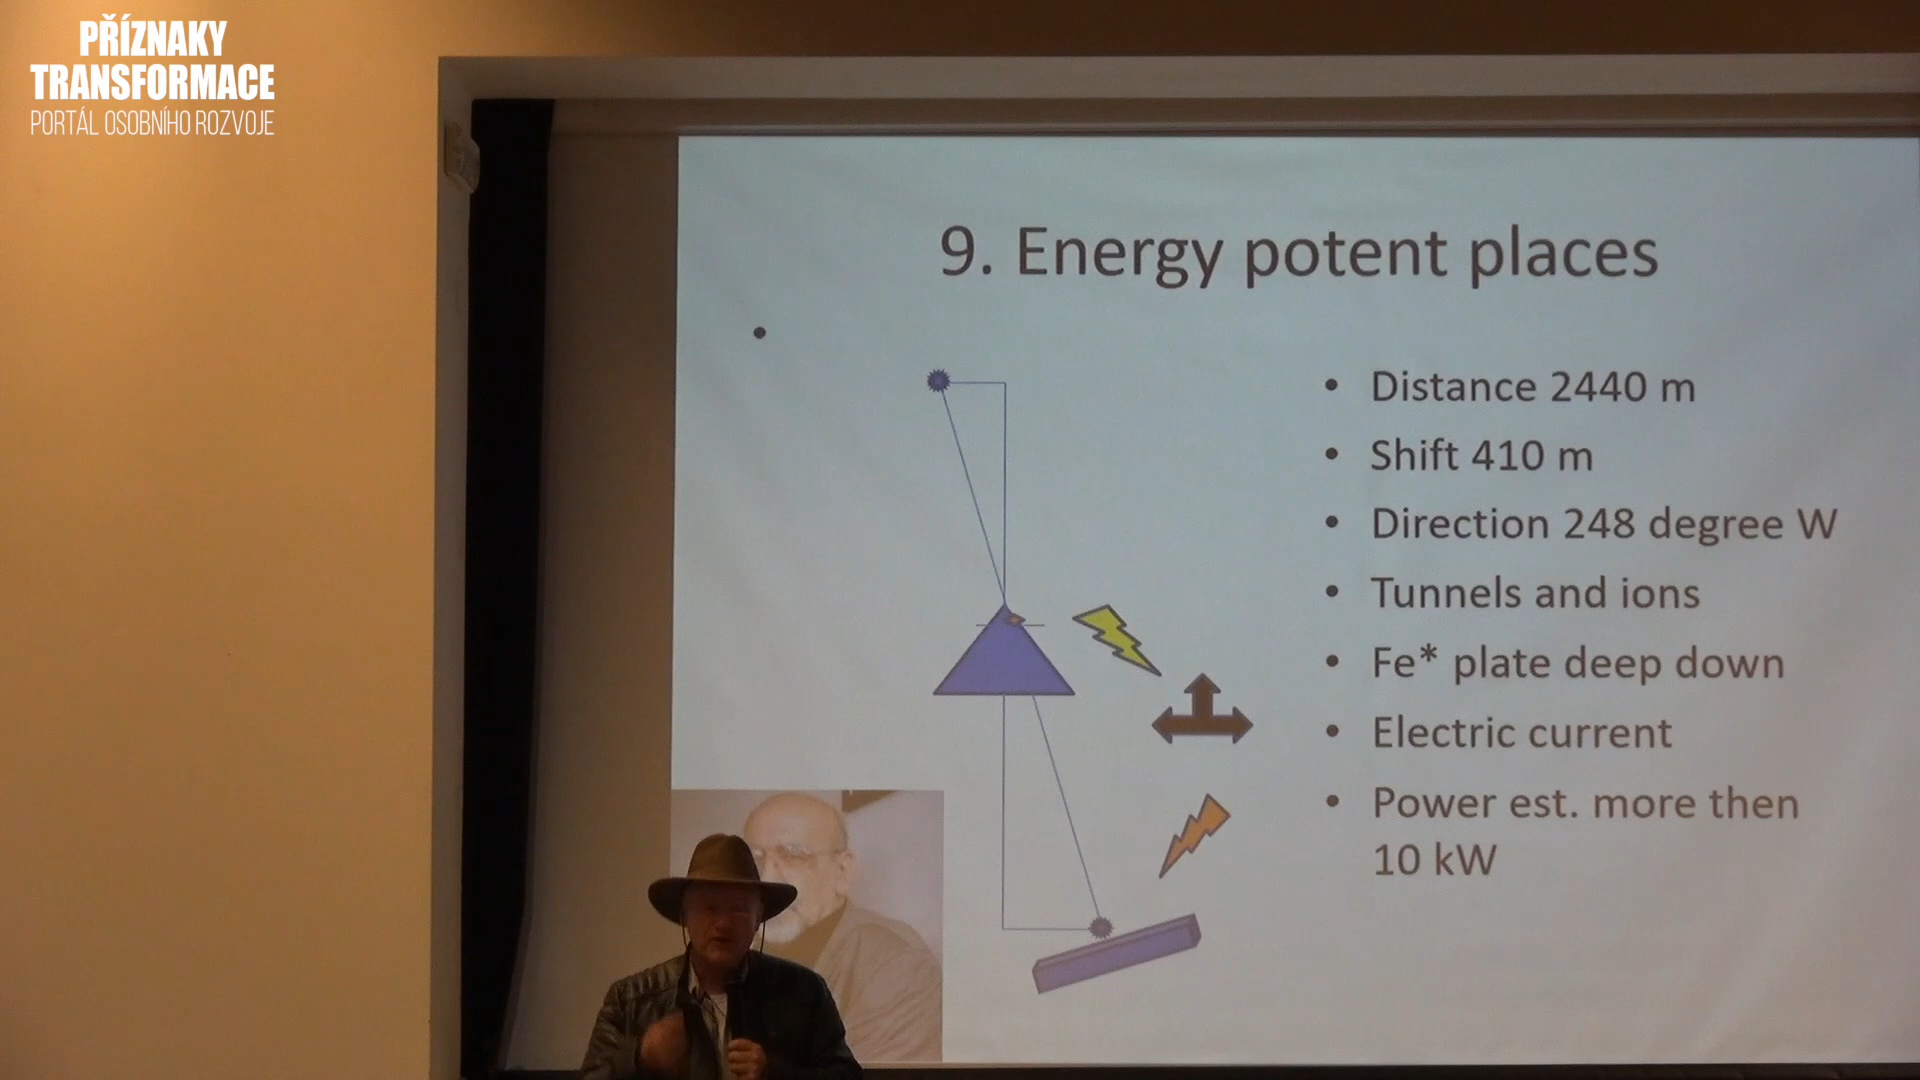 PŘÍZNAKY
TRANSFORMACE
PORTÁL OSOBNÍHO ROZVOJE
9. Energy potent places
• Distance 2440 m
• Shift 410 m
• Direction 248 degree W
• Tunnels and ions
• Fe* plate deep down
• Electric current
• Power est. more then
10 kW